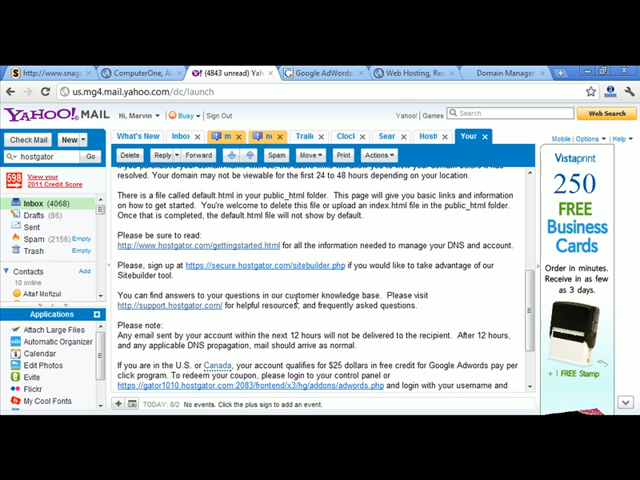 http://www.snag
ComputerOne, A
(4843 unread) Yah
Google AdWords
Web Hosting, Res
Domain Manager
us.mg4.mail.yahoo.com/dc/launch
YAHOO! MAIL
Hi, Marvin
Busy
Sign Out
Yahoo!
Games
Search
Web Search
Check Mail
New
What's New
Inbo
Traik
Clocl
Sear
Host
Your
Mobile
Options
Help
hostgator
Go
Delete
Reply
Forward
Spam
Move
Print
Actions
598
View your
2011 Credit Score
Inbox (4068)
Drafts (86)
Sent
Spam (2156)
Empty
Trash
Empty
Contacts
Add
10 online
Altaf Mofizul
Applications
Attach Large Files
Automatic Organizer
Calendar
Edit Photos
Evite
Flickr
My Cool Fonts
resolved. Your domain may not be viewable for the first 24 to 48 hours depending on your location.
There is a file called default.html in your public_html folder. This page will give you basic links and information
on how to get started. You're welcome to delete this file or upload an index.html file in the public_html folder.
Once that is completed, the default.html file will not show by default.
Please be sure to read:
http://www.hostgator.com/gettingstarted.html for all the information needed to manage your DNS and account.
Please, sign up at https://secure.hostgator.com/sitebuilder.php if you would like to take advantage of our
Sitebuilder tool.
You can find answers to your questions in our customer knowledge base. Please visit
http://support.hostgator.com/ for helpful resources, and frequently asked questions.
Please note:
Any email sent by your account within the next 12 hours will not be delivered to the recipient. After 12 hours,
and any applicable DNS propagation, mail should arrive as normal.
If you are in the U.S. or Canada, your account qualifies for $25 dollars in free credit for Google Adwords pay per
click program. To redeem your coupon, please login to your control panel or
https://gator1010.hostgator.com:2083/frontend/x3/hg/addons/adwords.php and login with your username and
TODAY: 8/2
No events. Click the plus sign to add an event.
Vistaprint
250
FREE
Business
Cards
Order in minutes.
Receive in as
few as 3 days!
+ 1 FREE Stamp